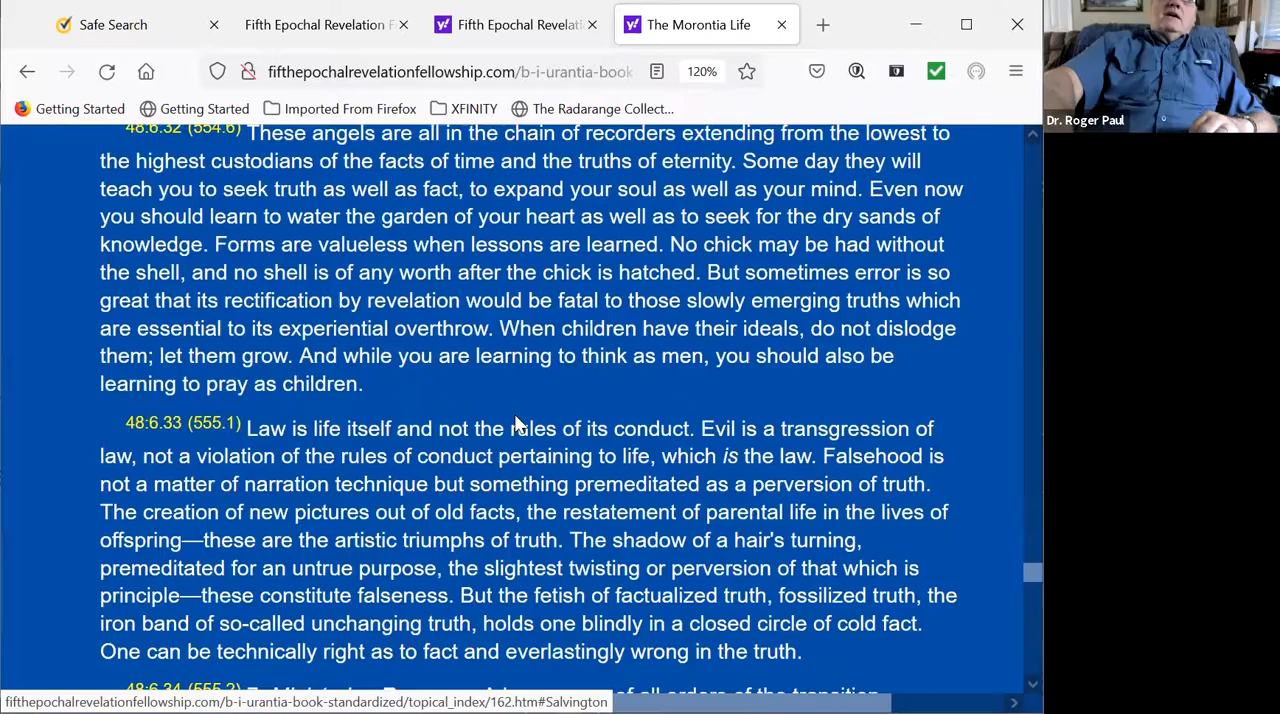 Safe Search
Fifth Epochal Revelation F
Fifth Epochal Revelati
The Morontia Life
fifthepochalrevelationfellowship.com/b-i-urantia-book
120%
Getting Started
Getting Started
Imported From Firefox
XFINITY
The Radarange Collect...
Dr. Roger Paul
48:6.32 (554.6) These angels are all in the chain of recorders extending from the lowest to
the highest custodians of the facts of time and the truths of eternity. Some day they will
teach you to seek truth as well as fact, to expand your soul as well as your mind. Even now
you should learn to water the garden of your heart as well as to seek for the dry sands of
knowledge. Forms are valueless when lessons are learned. No chick may be had without
the shell, and no shell is of any worth after the chick is hatched. But sometimes error is so
great that its rectification by revelation would be fatal to those slowly emerging truths which
are essential to its experiential overthrow. When children have their ideals, do not dislodge
them; let them grow. And while you are learning to think as men, you should also be
learning to pray as children.
48:6.33 (555.1) Law is life itself and not the rules of its conduct. Evil is a transgression of
law, not a violation of the rules of conduct pertaining to life, which is the law. Falsehood is
not a matter of narration technique but something premeditated as a perversion of truth.
The creation of new pictures out of old facts, the restatement of parental life in the lives of
offspring—these are the artistic triumphs of truth. The shadow of a hair's turning,
premeditated for an untrue purpose, the slightest twisting or perversion of that which is
principle—these constitute falseness. But the fetish of factualized truth, fossilized truth, the
iron band of so-called unchanging truth, holds one blindly in a closed circle of cold fact.
One can be technically right as to fact and everlastingly wrong in the truth.
48:6.34 (555.2) of all orders of the transition
fifthepochalrevelationfellowship.com/b-i-urantia-book-standardized/topical_index/162.htm#Salvington